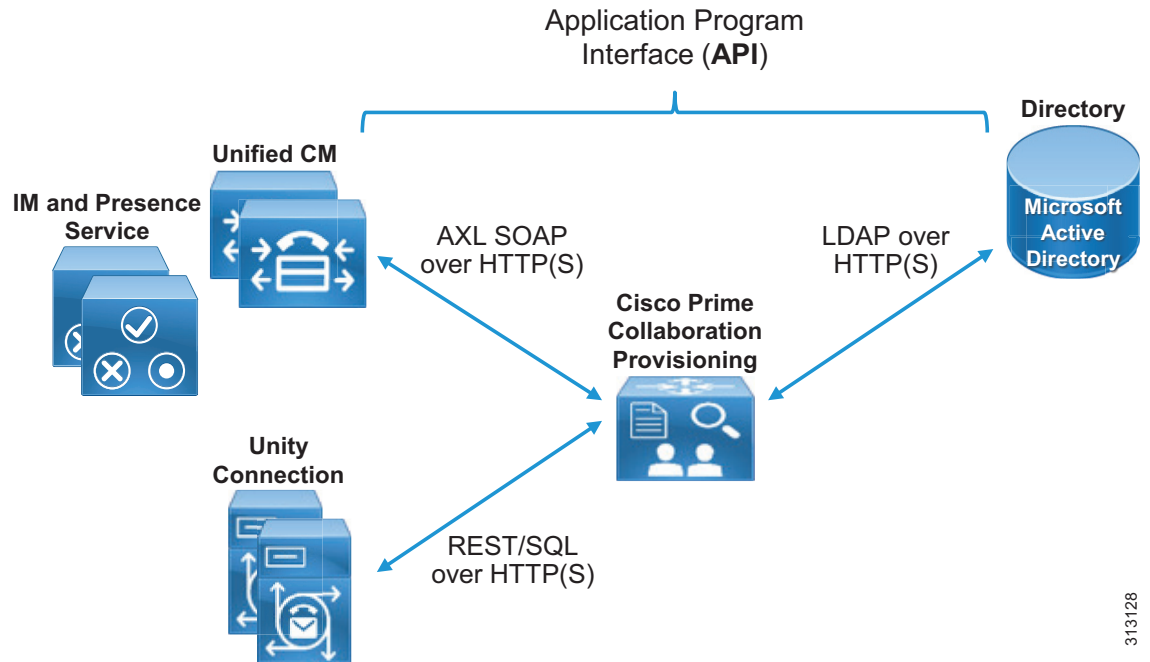 Application Program
Interface (API)
Directory
Unified CM
IM and Presence
Service
Microsoft
Active
Directory
AXL SOAP
over HTTP(S)
LDAP over
HTTP(S)
Cisco Prime
Collaboration
Provisioning
Unity
Connection
REST/SQL
over HTTP(S)
313128